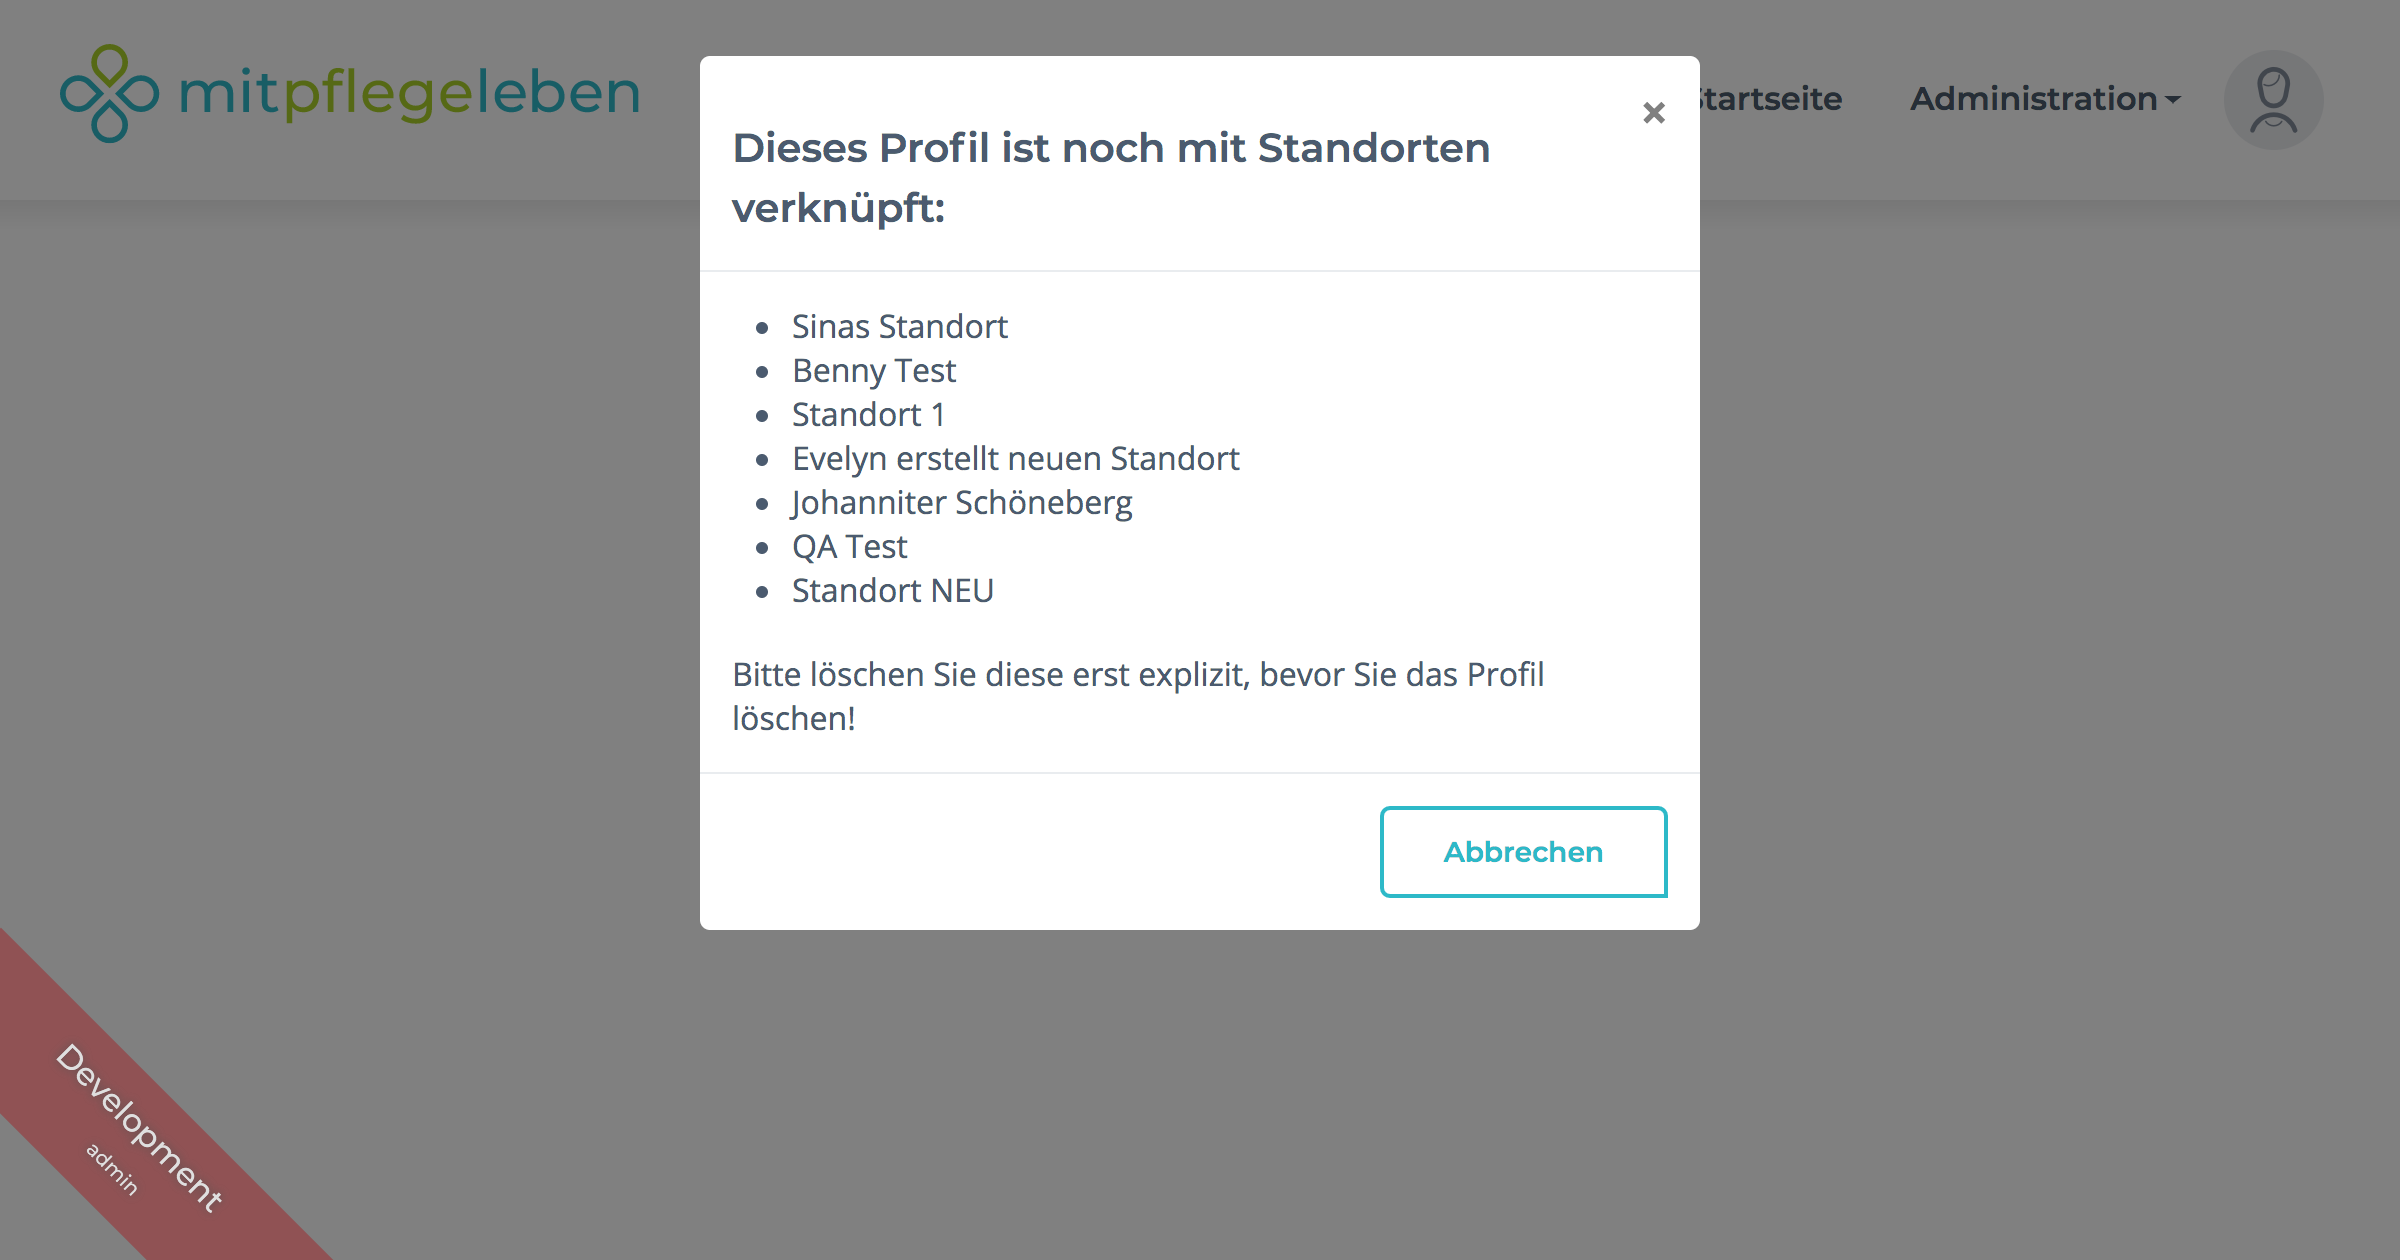 mitpflegeleben
tartseite
Administration
Dieses Profil ist noch mit Standorten
verknüpft:
Sinas Standort
Benny Test
Standort 1
Evelyn erstellt neuen Standort
Johanniter Schöneberg
QA Test
Standort NEU
Bitte löschen Sie diese erst explizit, bevor Sie das Profil
löschen!
Abbrechen
Development
admin